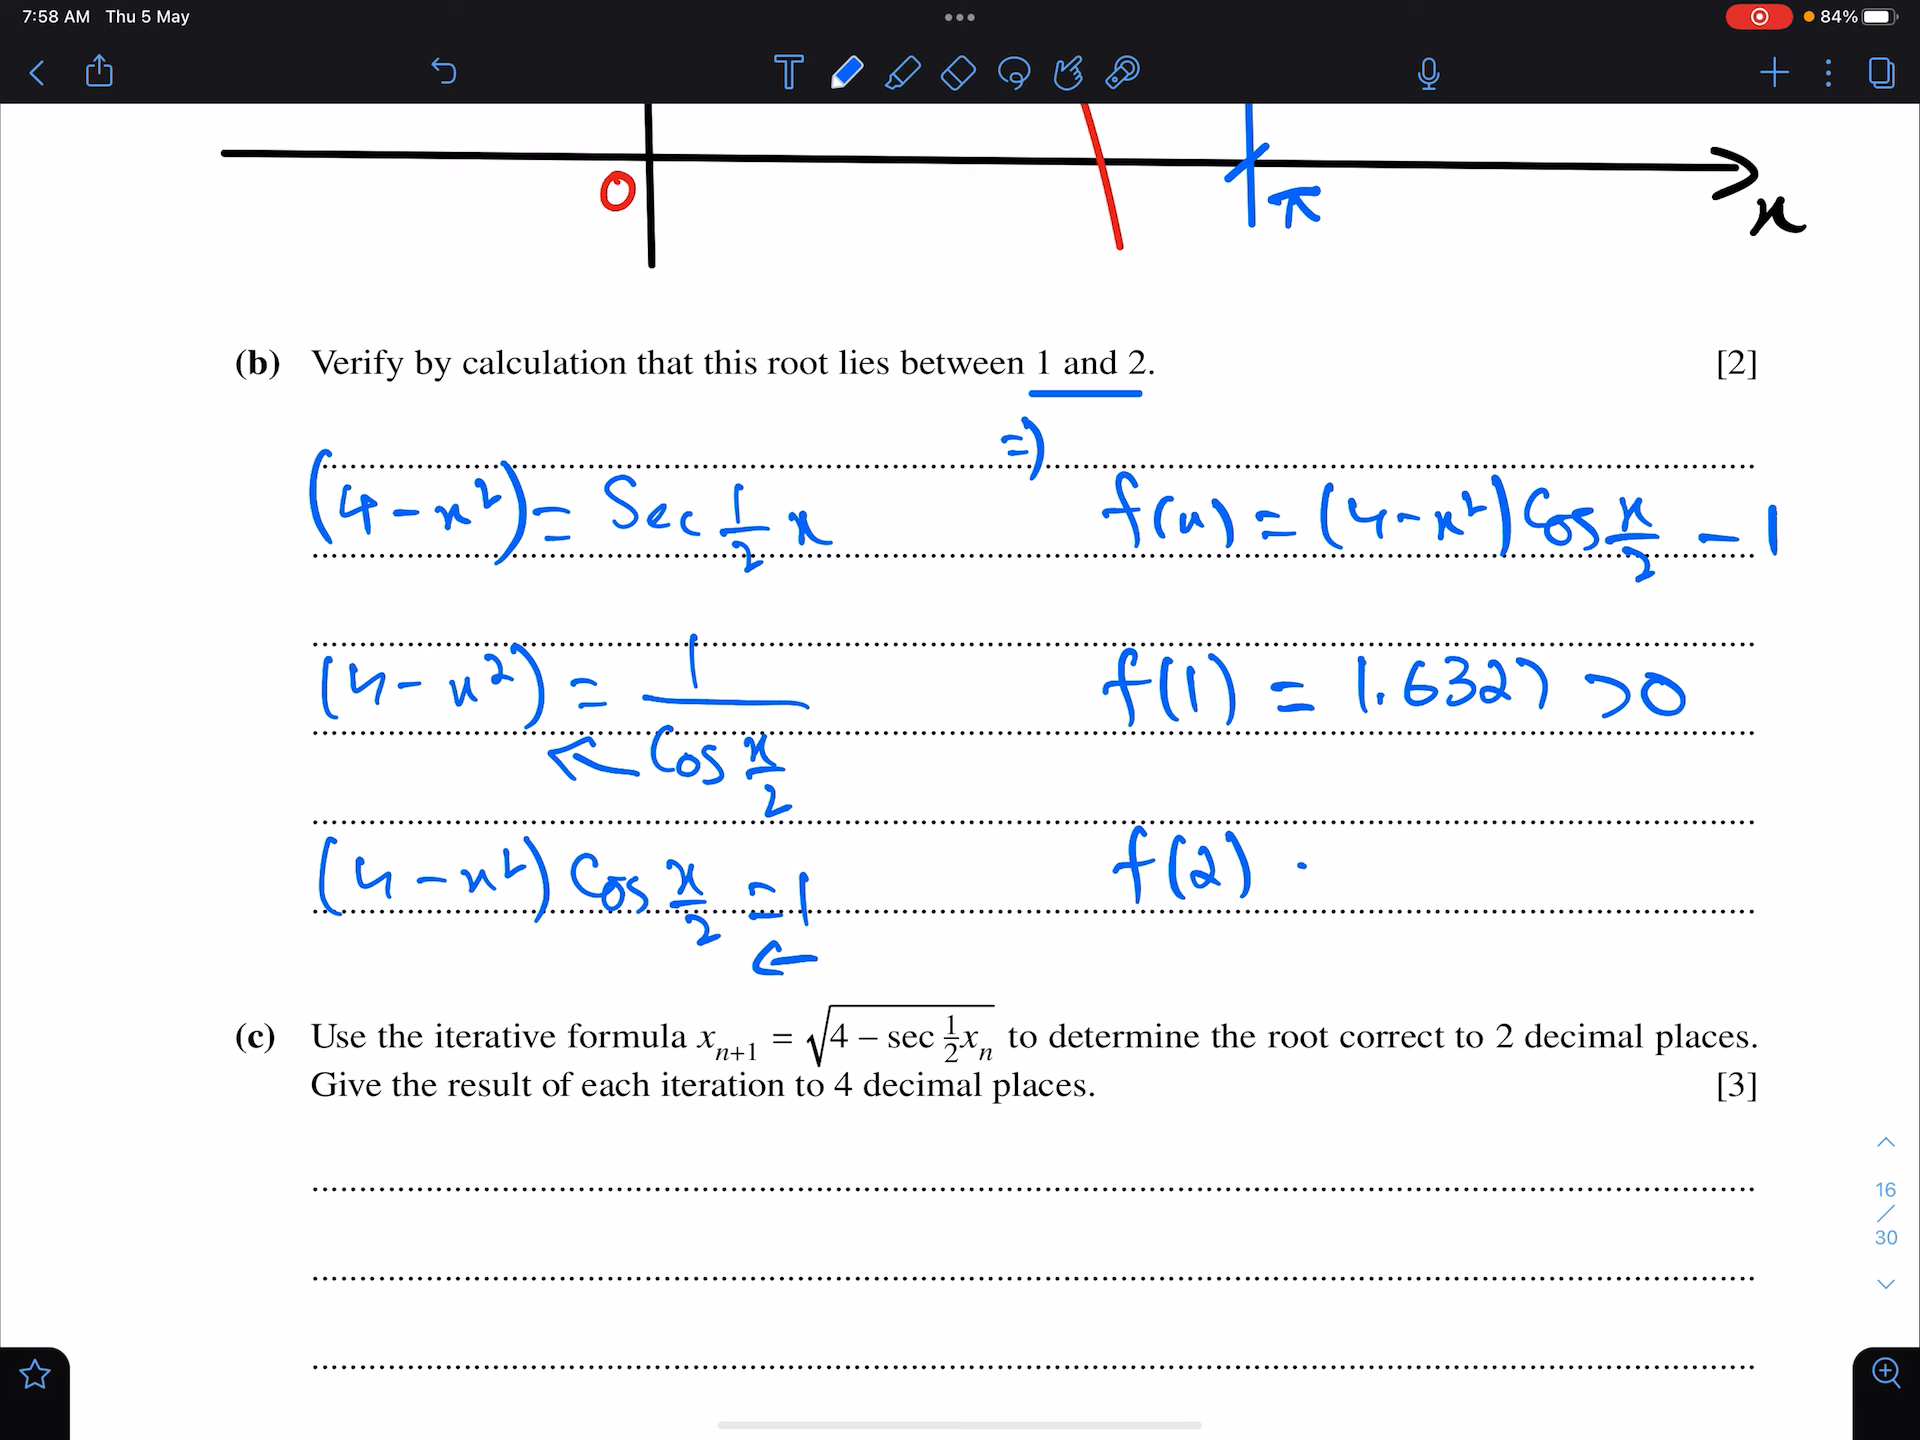 7:58 AM Thu 5 May
84%
T
0
π
x
(b) Verify by calculation that this root lies between 1 and 2. [2]
=)
(4-x²) = Sec 1/2 x
f(x) = (4-x²) Cos x/2 - 1
(4-x²) = 1/Cos x/2
f(1) = 1.6327 >0
(4-x²) Cos x/2 = 1
f(2)
(c) Use the iterative formula xₙ₊₁ = √(4 – sec ½xₙ) to determine the root correct to 2 decimal places.
Give the result of each iteration to 4 decimal places. [3]
16
/
30